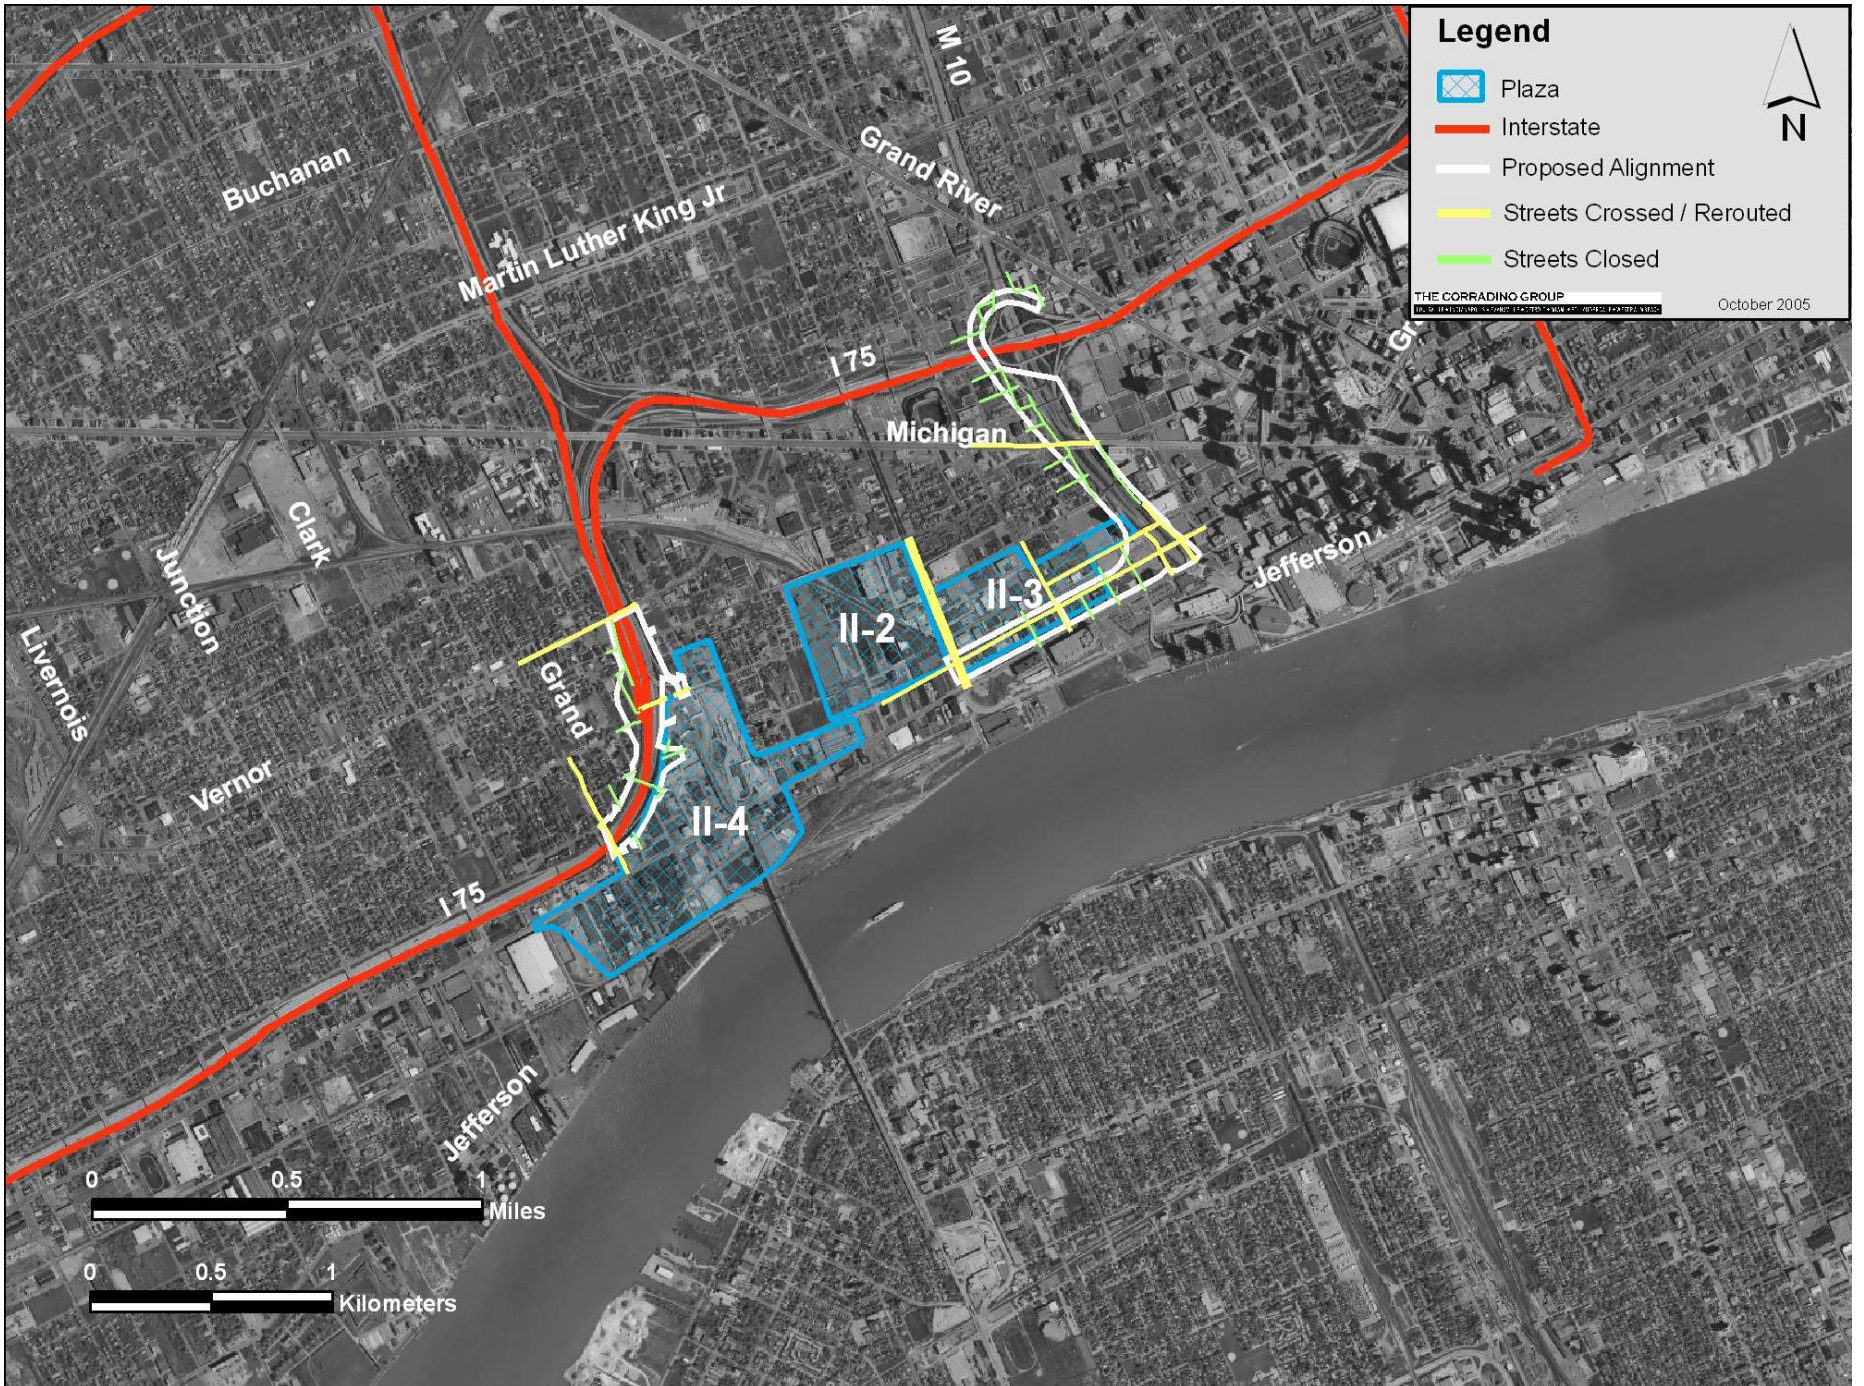 Legend
Plaza
Interstate
Proposed Alignment
Streets Crossed / Rerouted
Streets Closed
N
THE CORRADINO GROUP
October 2005
M 10
Grand River
Buchanan
Martin Luther King Jr
I 75
Michigan
Clark
Junction
Livernois
Grand
Vernor
Jefferson
II-2
II-3
II-4
I 75
Jefferson
0 0.5 1
Miles
0 0.5 1
Kilometers